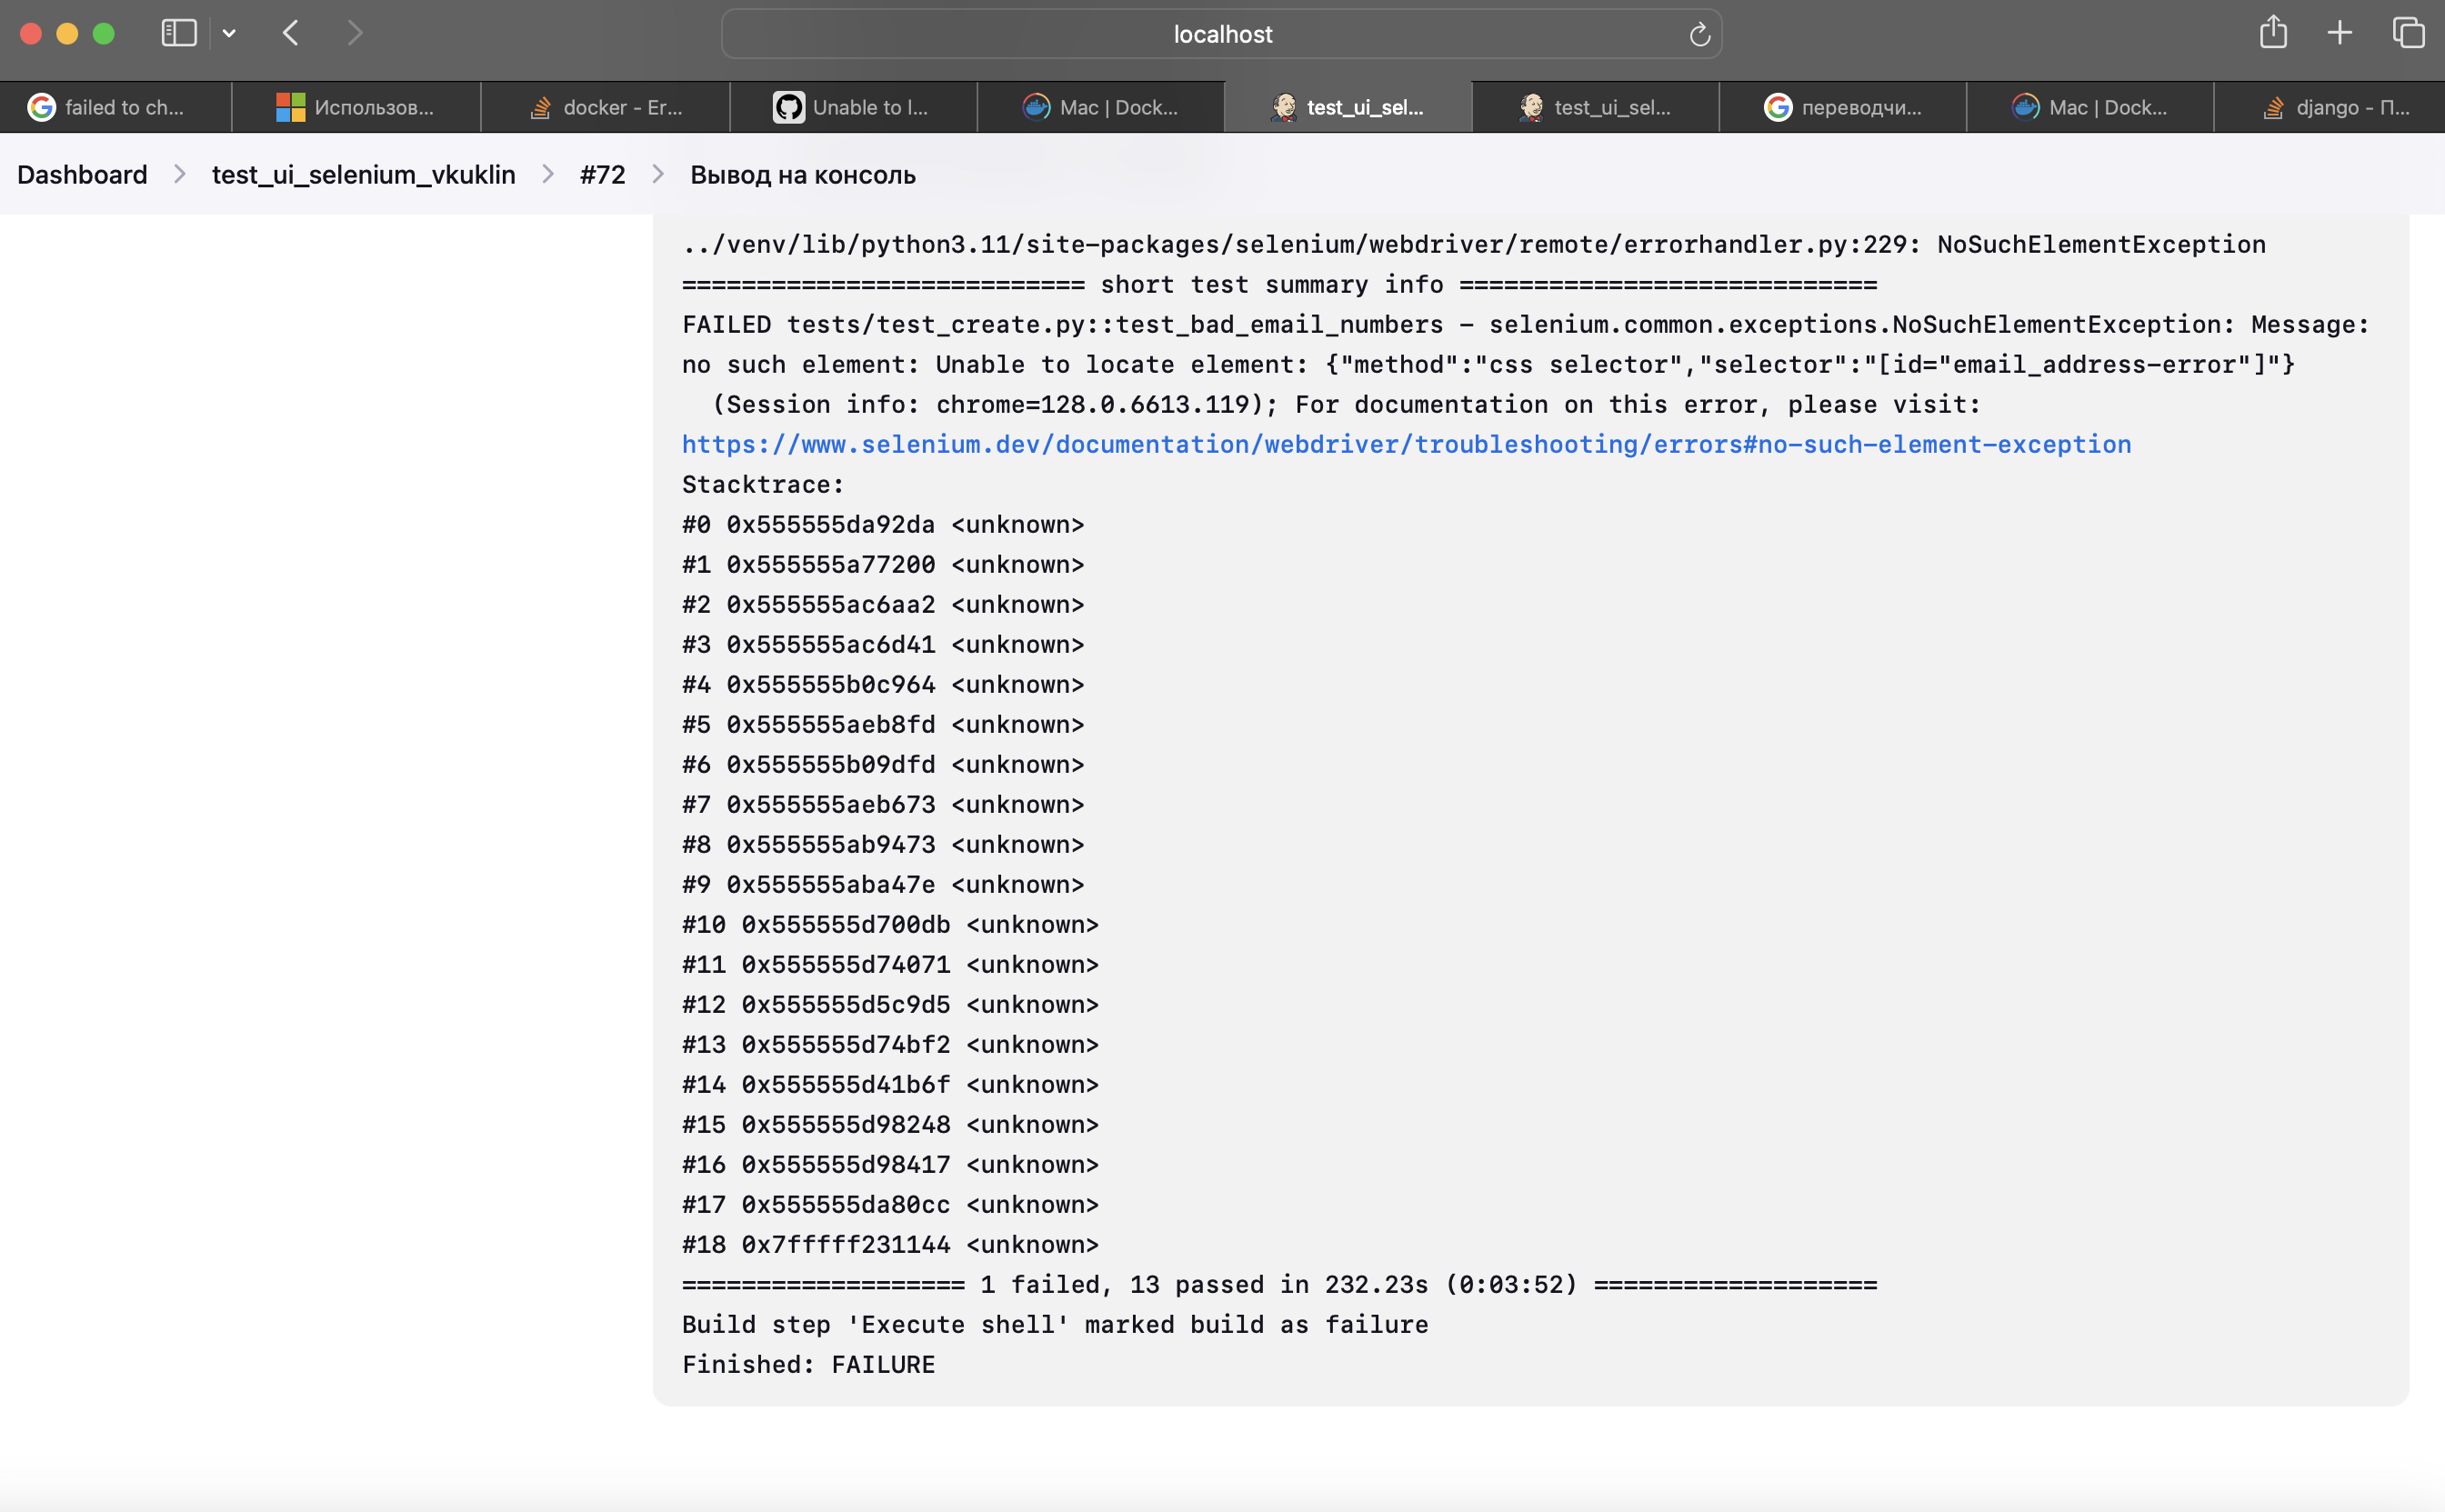 localhost
failed to ch...
Использов...
docker - Er...
Unable to l...
Mac | Dock...
test_ui_sel...
test_ui_sel...
переводчи...
Mac | Dock...
django - П...
Dashboard > test_ui_selenium_vkuklin > #72 > Вывод на консоль
../venv/lib/python3.11/site-packages/selenium/webdriver/remote/errorhandler.py:229: NoSuchElementException
=========================== short test summary info ============================
FAILED tests/test_create.py::test_bad_email_numbers - selenium.common.exceptions.NoSuchElementException: Message:
no such element: Unable to locate element: {"method":"css selector","selector":"[id="email_address-error"]"}
  (Session info: chrome=128.0.6613.119); For documentation on this error, please visit:
https://www.selenium.dev/documentation/webdriver/troubleshooting/errors#no-such-element-exception
Stacktrace:
#0 0x555555da92da <unknown>
#1 0x555555a77200 <unknown>
#2 0x555555ac6aa2 <unknown>
#3 0x555555ac6d41 <unknown>
#4 0x555555b0c964 <unknown>
#5 0x555555aeb8fd <unknown>
#6 0x555555b09dfd <unknown>
#7 0x555555aeb673 <unknown>
#8 0x555555ab9473 <unknown>
#9 0x555555aba47e <unknown>
#10 0x555555d700db <unknown>
#11 0x555555d74071 <unknown>
#12 0x555555d5c9d5 <unknown>
#13 0x555555d74bf2 <unknown>
#14 0x555555d41b6f <unknown>
#15 0x555555d98248 <unknown>
#16 0x555555d98417 <unknown>
#17 0x555555da80cc <unknown>
#18 0x7fffff231144 <unknown>
=================== 1 failed, 13 passed in 232.23s (0:03:52) ===================
Build step 'Execute shell' marked build as failure
Finished: FAILURE